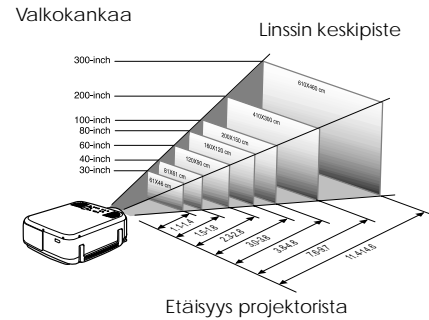 Valkokankaa
Linssin keskipiste
300-inch
200-inch
100-inch
80-inch
60-inch
40-inch
30-inch
610X460 cm
410X300 cm
200X150 cm
160X120 cm
120X90 cm
81X61 cm
61X46 cm
1.1-1.4
1.5-1.8
2.3-2.8
3.0-3.8
3.8-4.8
7.6-9.7
11.4-14.6
Etäisyys projektorista